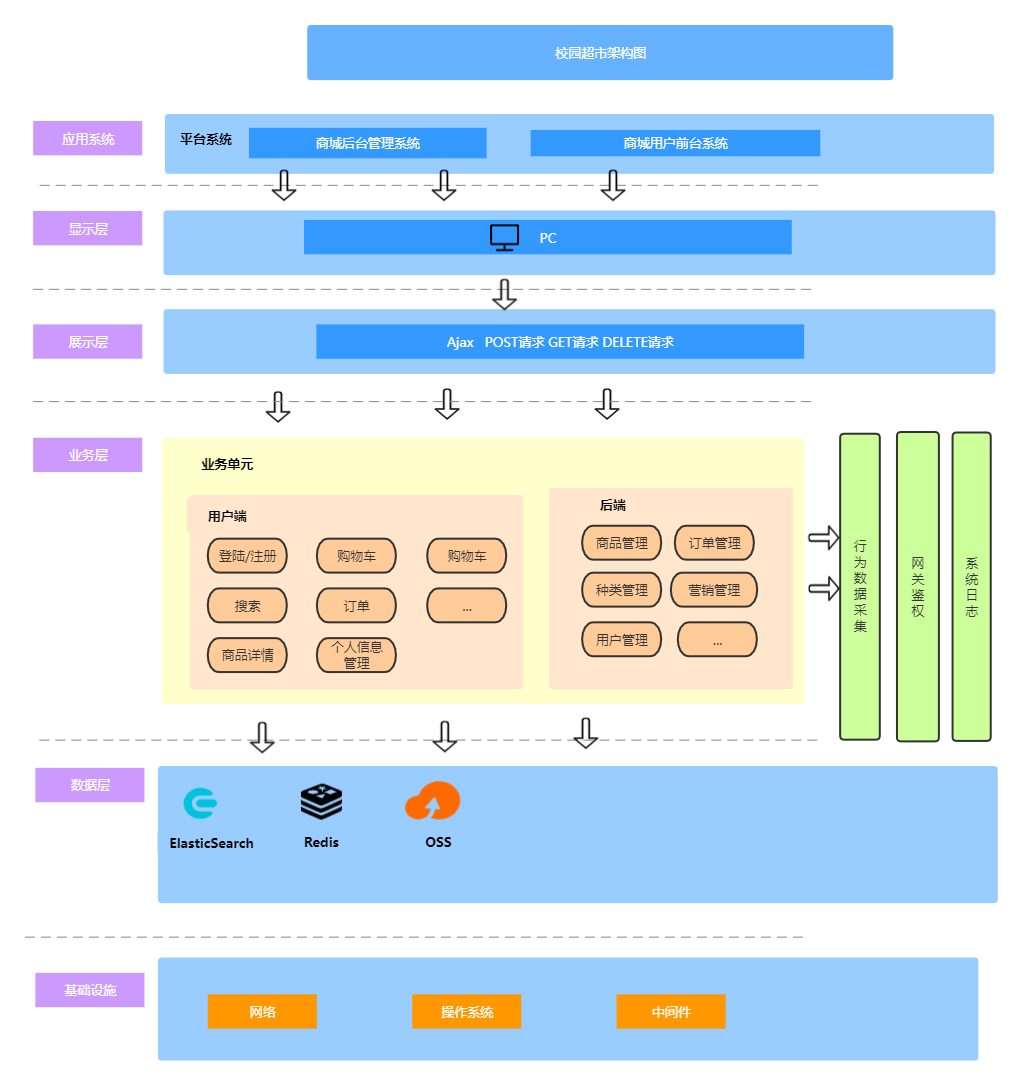 校园超市架构图
应用系统
平台系统
商城后台管理系统
商城用户前台系统
显示层
PC
展示层
Ajax POST请求 GET请求 DELETE请求
业务层
业务单元
用户端
登陆/注册
购物车
购物车
搜索
订单
...
商品详情
个人信息
管理
后端
商品管理
订单管理
种类管理
营销管理
用户管理
...
行为数据采集
网关鉴权
系统日志
数据层
ElasticSearch
Redis
OSS
基础设施
网络
操作系统
中间件